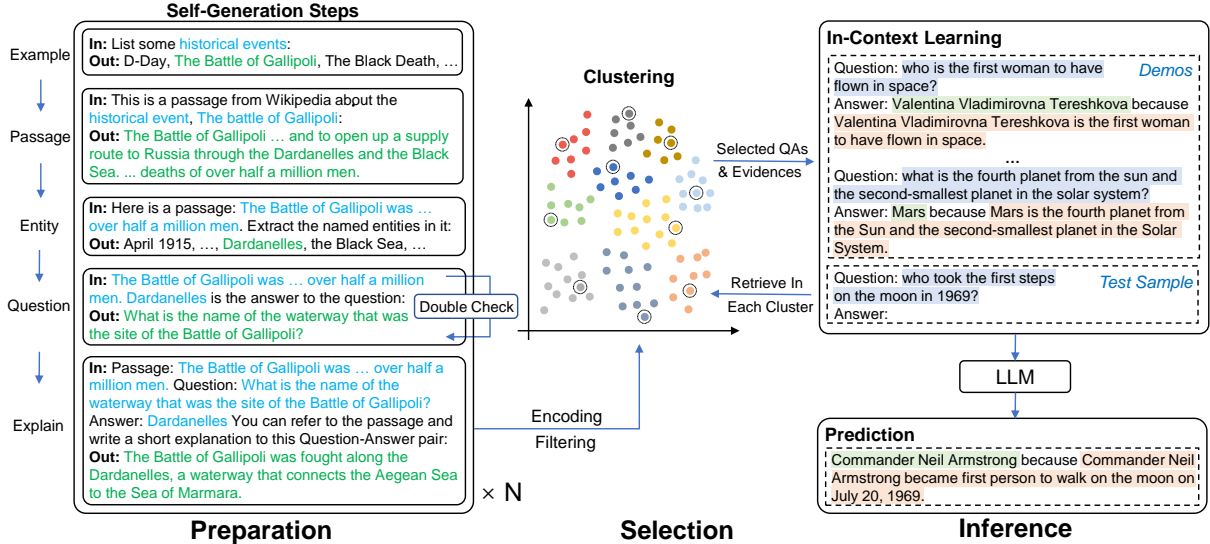 Self-Generation Steps
Example
Passage
Entity
Question
Explain
In: List some historical events:
Out: D-Day, The Battle of Gallipoli, The Black Death, …
In: This is a passage from Wikipedia about the
historical event, The battle of Gallipoli:
Out: The Battle of Gallipoli … and to open up a supply
route to Russia through the Dardanelles and the Black
Sea. ... deaths of over half a million men.
In: Here is a passage: The Battle of Gallipoli was …
over half a million men. Extract the named entities in it:
Out: April 1915, …, Dardanelles, the Black Sea, …
In: The Battle of Gallipoli was … over half a million
men. Dardanelles is the answer to the question:
Out: What is the name of the waterway that was
the site of the Battle of Gallipoli?
Double Check
In: Passage: The Battle of Gallipoli was … over half a
million men. Question: What is the name of the
waterway that was the site of the Battle of Gallipoli?
Answer: Dardanelles You can refer to the passage and
write a short explanation to this Question-Answer pair:
Out: The Battle of Gallipoli was fought along the
Dardanelles, a waterway that connects the Aegean Sea
to the Sea of Marmara.
× N
Preparation
Clustering
Encoding
Filtering
Selected QAs
& Evidences
Retrieve In
Each Cluster
Selection
In-Context Learning
Demos
Question: who is the first woman to have
flown in space?
Answer: Valentina Vladimirovna Tereshkova because
Valentina Vladimirovna Tereshkova is the first woman
to have flown in space.
...
Question: what is the fourth planet from the sun and
the second-smallest planet in the solar system?
Answer: Mars because Mars is the fourth planet from
the Sun and the second-smallest planet in the Solar
System.
Question: who took the first steps
on the moon in 1969?
Answer:
Test Sample
LLM
Prediction
Commander Neil Armstrong because Commander Neil
Armstrong became first person to walk on the moon on
July 20, 1969.
Inference